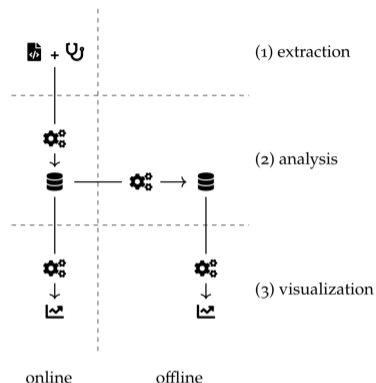 +
(1) extraction
(2) analysis
(3) visualization
online
offline